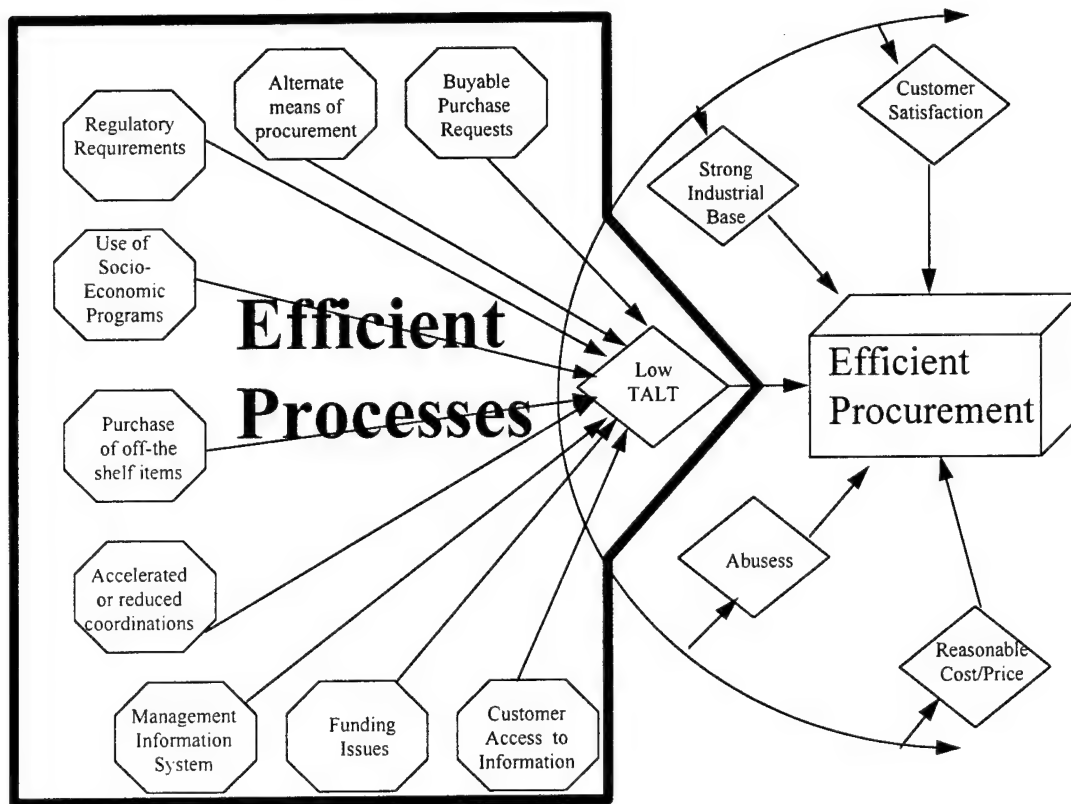 Alternate
means of
procurement
Buyable
Purchase
Requests
Customer
Satisfaction
Regulatory
Requirements
Strong
Industrial
Base
Use of
Socio-
Economic
Programs
Efficient
Processes
Low
TALT
Efficient
Procurement
Purchase
of off-the
shelf items
Abusess
Accelerated
or reduced
coordinations
Reasonable
Cost/Price
Management
Information
System
Funding
Issues
Customer
Access to
Information